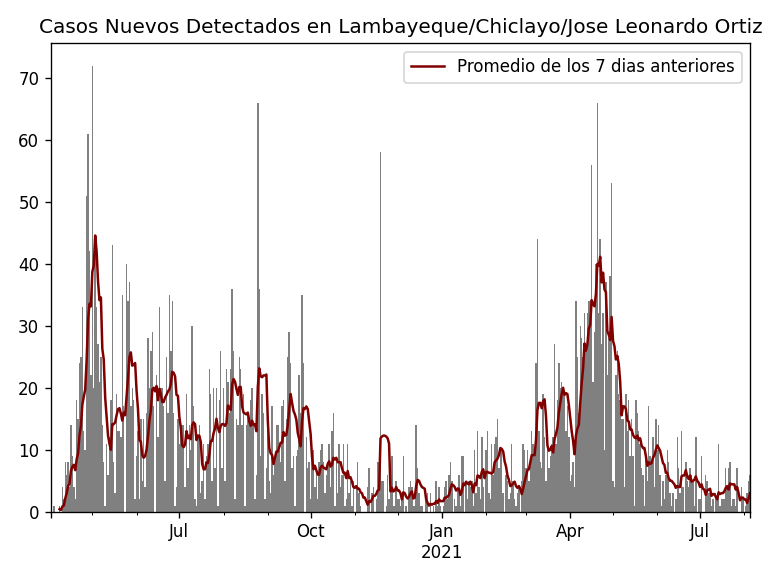 Casos Nuevos Detectados en Lambayeque/Chiclayo/Jose Leonardo Ortiz
Promedio de los 7 dias anteriores
70
60
50
40
30
20
10
0
Jul
Oct
Jan
2021
Apr
Jul